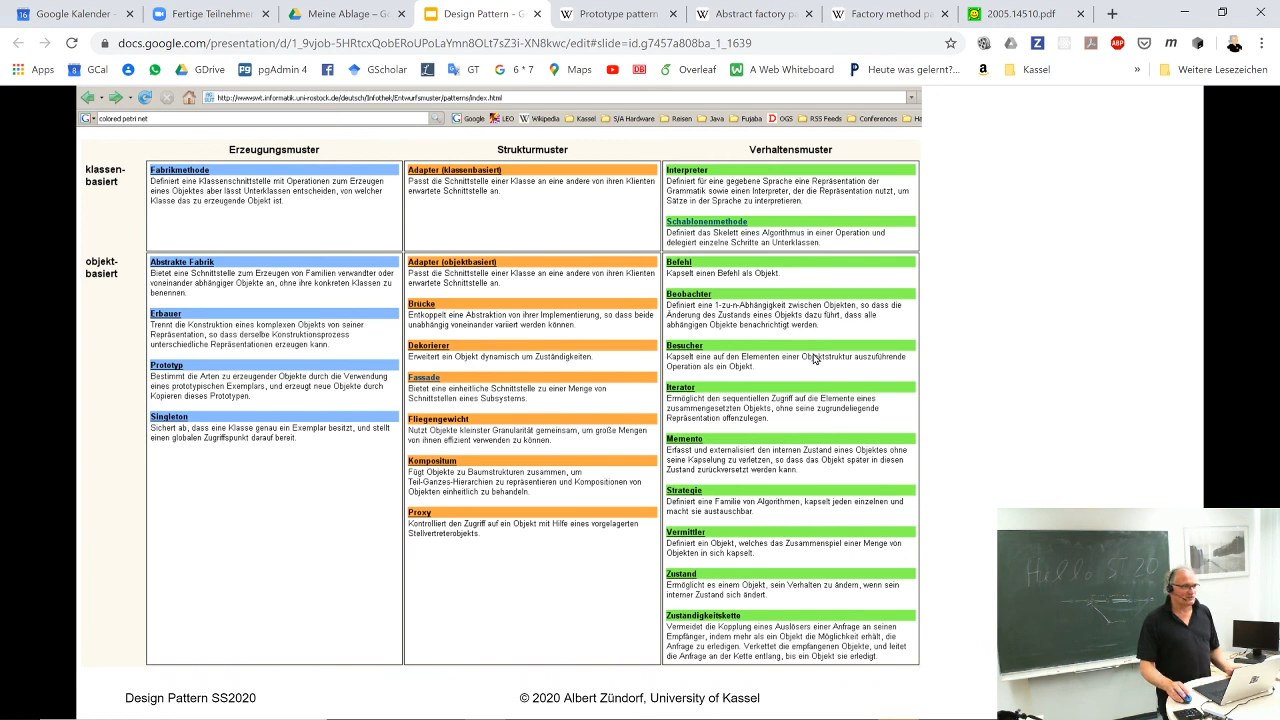 Google Kalender - G
Fertige Teilnehmer
Meine Ablage – Goo
Design Pattern - Goo
Prototype pattern -
Abstract factory patt
Factory method pat
2005.14510.pdf
Apps
GCal
GDrive
pgAdmin 4
GScholar
GT
6 * 7
Maps
DB
Overleaf
A Web Whiteboard
Heute was gelernt?...
Kassel
»
Weitere Lesezeichen
http://wwwswt.informatik.uni-rostock.de/deutsch/Infothek/Entwurfsmuster/patterns/index.html
colored petri net
Google
LEO
Wikipedia
Kassel
S/A Hardware
Reisen
Java
Fujaba
OGS
RSS Feeds
Conferences
Erzeugungsmuster
Strukturmuster
Verhaltensmuster
klassen-
basiert
Fabrikmethode
Definiert eine Klassenschnittstelle mit Operationen zum Erzeugen
eines Objektes aber lässt Unterklassen entscheiden, von welcher
Klasse das zu erzeugende Objekt ist.
Adapter (klassenbasiert)
Passt die Schnittstelle einer Klasse an eine andere von ihren Klienten
erwartete Schnittstelle an.
Interpreter
Definiert für eine gegebene Sprache eine Repräsentation der
Grammatik sowie einen Interpreter, der die Repräsentation nutzt, um
Sätze in der Sprache zu interpretieren.
Schablonenmethode
Definiert das Skelett eines Algorithmus in einer Operation und
delegiert einzelne Schritte an Unterklassen.
objekt-
basiert
Abstrakte Fabrik
Bietet eine Schnittstelle zum Erzeugen von Familien verwandter oder
voneinander abhängiger Objekte an, ohne ihre konkreten Klassen zu
benennen.
Erbauer
Trennt die Konstruktion eines komplexen Objekts von seiner
Repräsentation, so dass derselbe Konstruktionsprozess
unterschiedliche Repräsentationen erzeugen kann.
Prototyp
Bestimmt die Arten zu erzeugender Objekte durch die Verwendung
eines prototypischen Exemplars, und erzeugt neue Objekte durch
Kopieren dieses Prototypen.
Singleton
Sichert ab, dass eine Klasse genau ein Exemplar besitzt, und stellt
einen globalen Zugriffspunkt darauf bereit.
Adapter (objektbasiert)
Passt die Schnittstelle einer Klasse an eine andere von ihren Klienten
erwartete Schnittstelle an.
Brücke
Entkoppelt eine Abstraktion von ihrer Implementierung, so dass beide
unabhängig voneinander variiert werden können.
Dekorierer
Erweitert ein Objekt dynamisch um Zuständigkeiten.
Fassade
Bietet eine einheitliche Schnittstelle zu einer Menge von
Schnittstellen eines Subsystems.
Fliegengewicht
Nutzt Objekte kleinster Granularität gemeinsam, um große Mengen
von ihnen effizient verwenden zu können.
Kompositum
Fügt Objekte zu Baumstrukturen zusammen, um
Teil-Ganzes-Hierarchien zu repräsentieren und Kompositionen von
Objekten einheitlich zu behandeln.
Proxy
Kontrolliert den Zugriff auf ein Objekt mit Hilfe eines vorgelagerten
Stellvertreterobjekts.
Befehl
Kapselt einen Befehl als Objekt.
Beobachter
Definiert eine 1-zu-n-Abhängigkeit zwischen Objekten, so dass die
Änderung des Zustands eines Objekts dazu führt, dass alle
abhängigen Objekte benachrichtigt werden.
Besucher
Kapselt eine auf den Elementen einer Objektstruktur auszuführende
Operation als ein Objekt.
Iterator
Ermöglicht den sequentiellen Zugriff auf die Elemente eines
zusammengesetzten Objekts, ohne seine zugrundeliegende
Repräsentation offenzulegen.
Memento
Erfasst und externalisiert den internen Zustand eines Objektes ohne
seine Kapselung zu verletzen, so dass das Objekt später in diesen
Zustand zurückversetzt werden kann.
Strategie
Definiert eine Familie von Algorithmen, kapselt jeden einzelnen und
macht sie austauschbar.
Vermittler
Definiert ein Objekt, welches das Zusammenspiel einer Menge von
Objekten in sich kapselt.
Zustand
Ermöglicht es einem Objekt, sein Verhalten zu ändern, wenn sein
interner Zustand sich ändert.
Zuständigkeitskette
Vermeidet die Kopplung eines Auslösers einer Anfrage an seinen
Empfänger, indem mehr als ein Objekt die Möglichkeit erhält, die
Anfrage zu erledigen. Verkettet die empfangenen Objekte, und leitet
die Anfrage an der Kette entlang, bis ein Objekt sie erledigt.
Hello 20
Design Pattern SS2020
© 2020 Albert Zündorf, University of Kassel